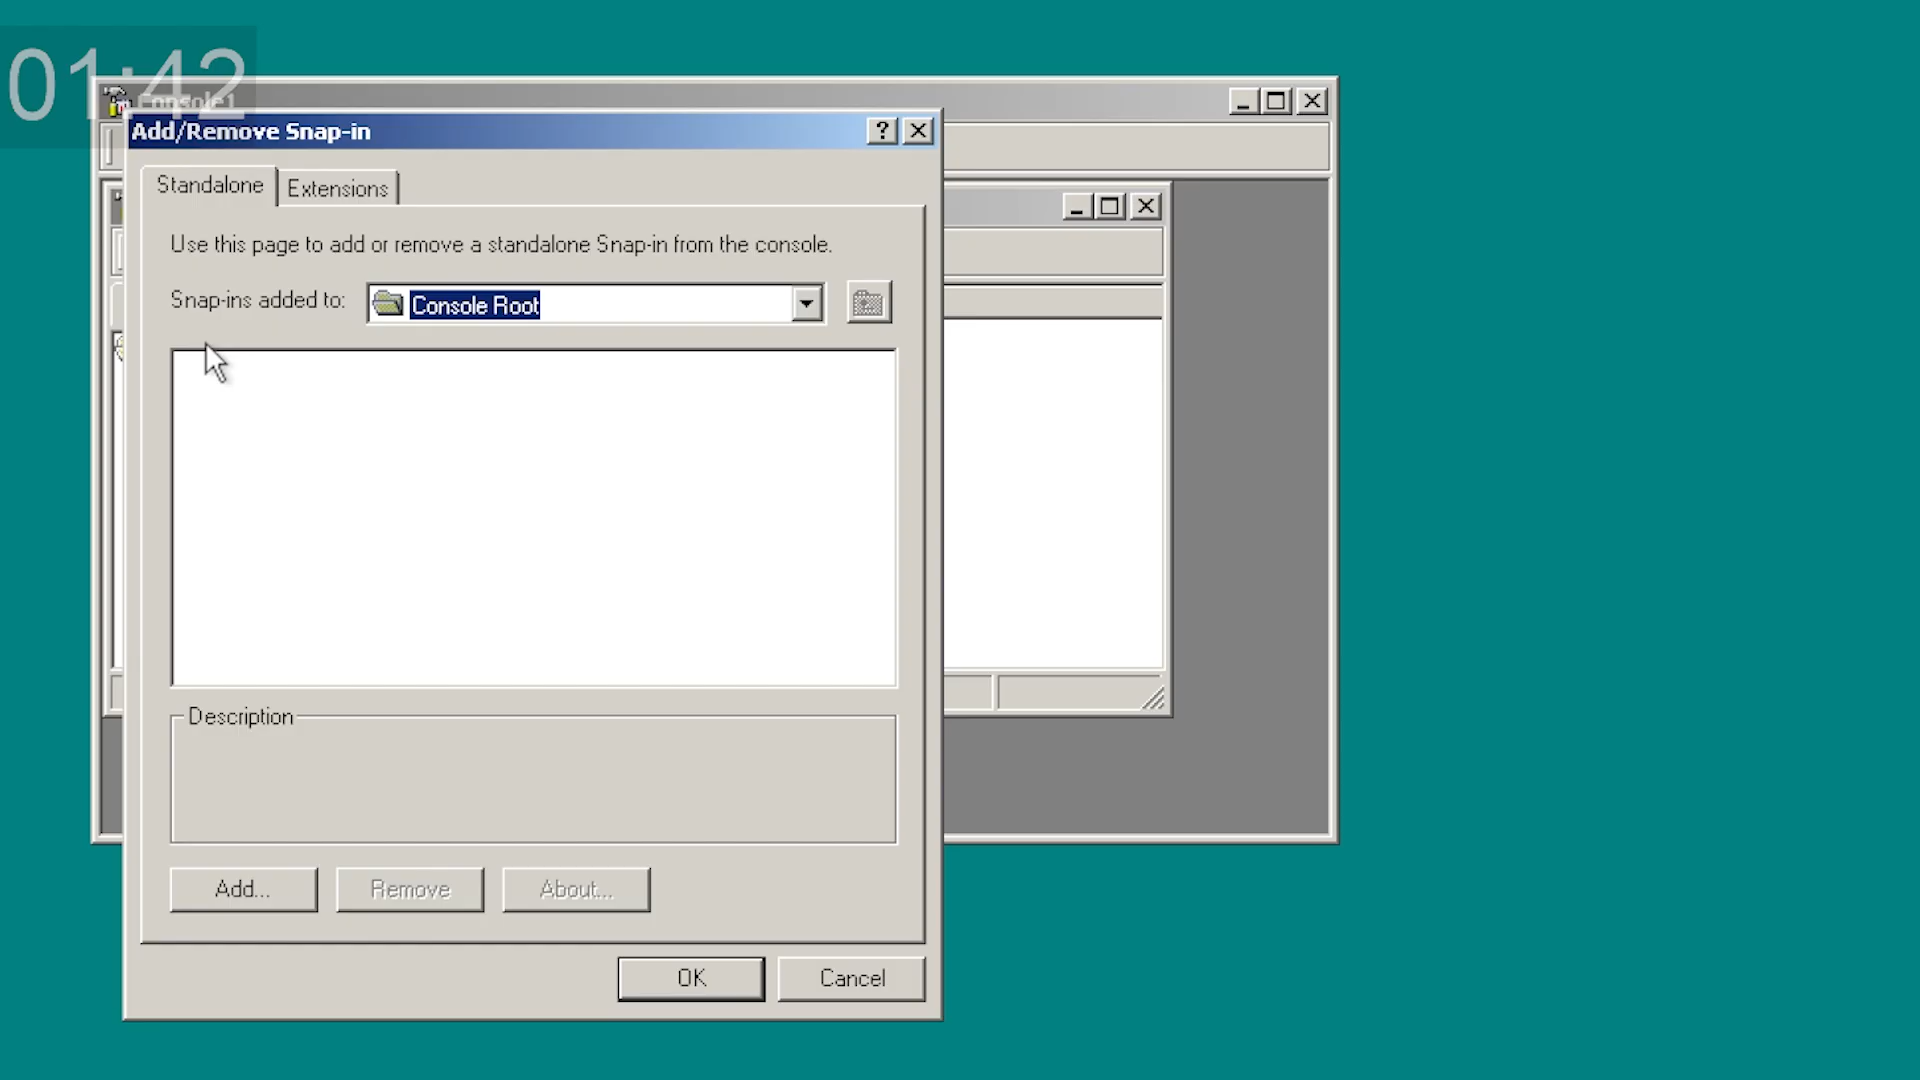 01:42
Console1
Add/Remove Snap-in
Standalone
Extensions
Use this page to add or remove a standalone Snap-in from the console.
Snap-ins added to:
Console Root
Description
Add...
Remove
About...
OK
Cancel